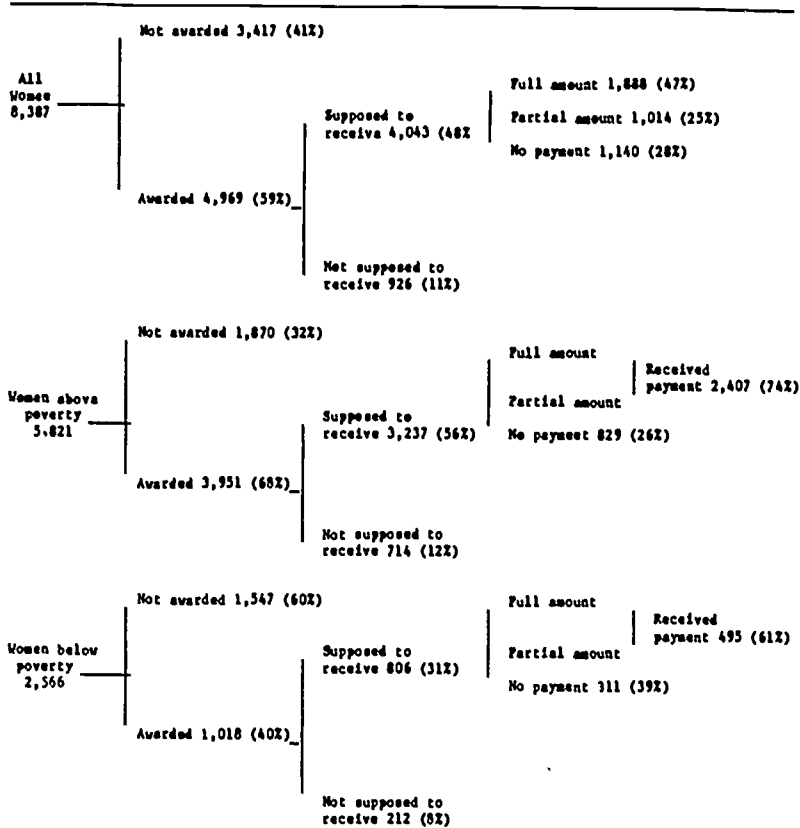 All
Women
8,387
Not awarded 3,417 (41%)
Awarded 4,969 (59%)
Supposed to
receiva 4,043 (48%
Not supposed to
receive 926 (11%)
Full amount 1,888 (47%)
Partial amount 1,014 (25%)
No payment 1,140 (28%)
Women abova
poverty
5,821
Not awarded 1,870 (32%)
Awarded 3,951 (68%)
Supposed to
receive 3,237 (56%)
Not supposed to
receive 714 (12%)
Full amount
Partial amount
No payment 829 (26%)
Received
payment 2,407 (74%)
Women below
poverty
2,566
Not awarded 1,547 (60%)
Awarded 1,018 (40%)
Supposed to
receive 806 (31%)
Not supposed to
receive 212 (8%)
Full amount
Partial amount
No payment 311 (39%)
Received
payment 495 (61%)